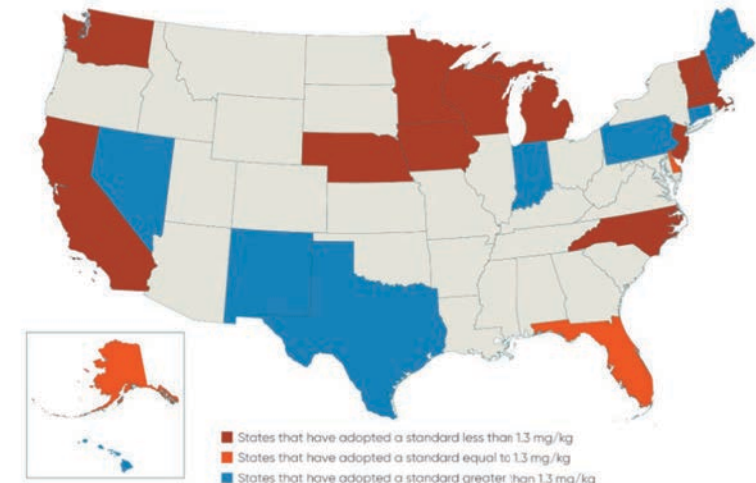 States that have adopted a standard less than 1.3 mg/kg
States that have adopted a standard equal to 1.3 mg/kg
States that have adopted a standard greater than 1.3 mg/kg